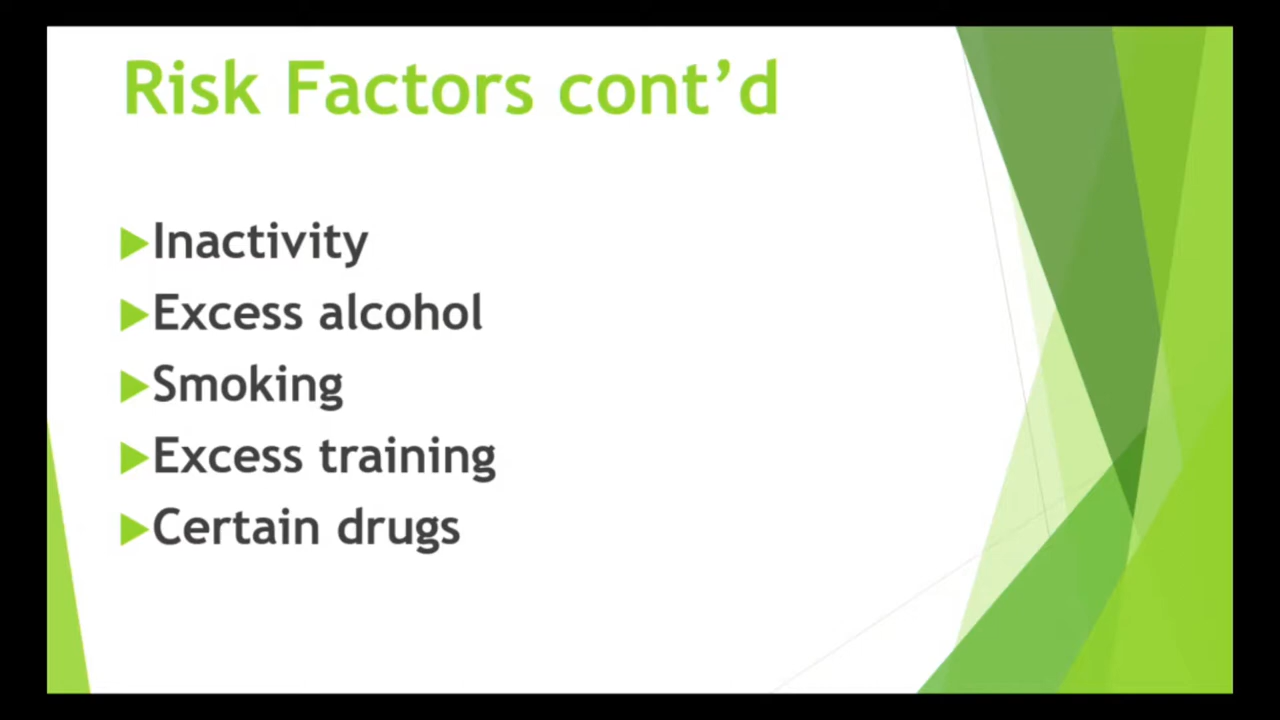 Risk Factors cont’d
Inactivity
Excess alcohol
Smoking
Excess training
Certain drugs